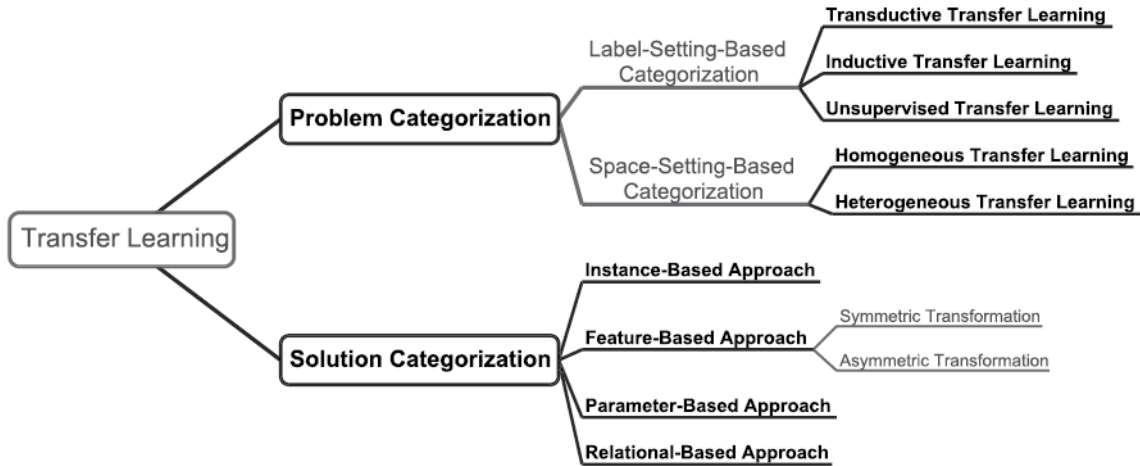 Transfer Learning
Problem Categorization
Label-Setting-Based
Categorization
Transductive Transfer Learning
Inductive Transfer Learning
Unsupervised Transfer Learning
Space-Setting-Based
Categorization
Homogeneous Transfer Learning
Heterogeneous Transfer Learning
Solution Categorization
Instance-Based Approach
Feature-Based Approach
Symmetric Transformation
Asymmetric Transformation
Parameter-Based Approach
Relational-Based Approach